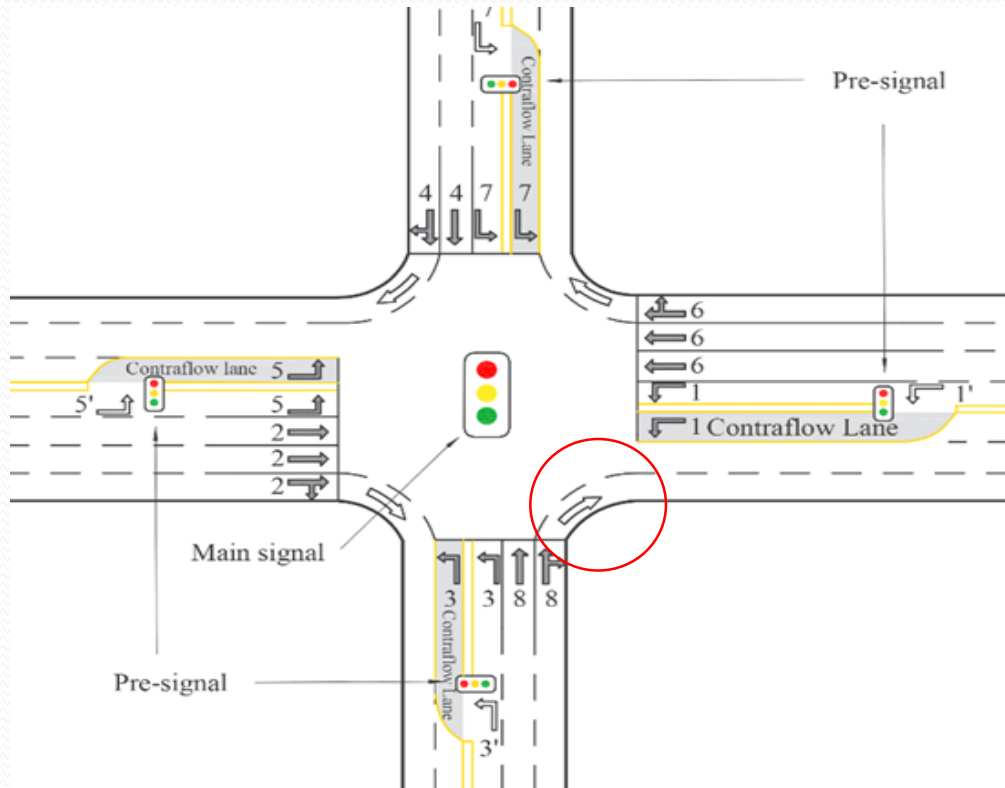 7
Contraflow Lane
Pre-signal
4 4 7 7
6
6
6
Contraflow lane
5
5'
5
2
2
2
1
1'
1 Contraflow Lane
Main signal
3 3 8 8
Contraflow Lane
Pre-signal
3'